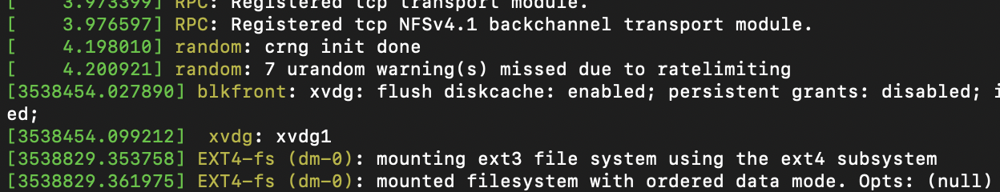 [    3.973399] RPC: Registered tcp transport module.
[    3.976597] RPC: Registered tcp NFSv4.1 backchannel transport module.
[    4.198010] random: crng init done
[    4.200921] random: 7 urandom warning(s) missed due to ratelimiting
[3538454.027890] blkfront: xvdg: flush diskcache: enabled; persistent grants: disabled;
ed;
[3538454.099212]  xvdg: xvdg1
[3538829.353758] EXT4-fs (dm-0): mounting ext3 file system using the ext4 subsystem
[3538829.361975] EXT4-fs (dm-0): mounted filesystem with ordered data mode. Opts: (null)